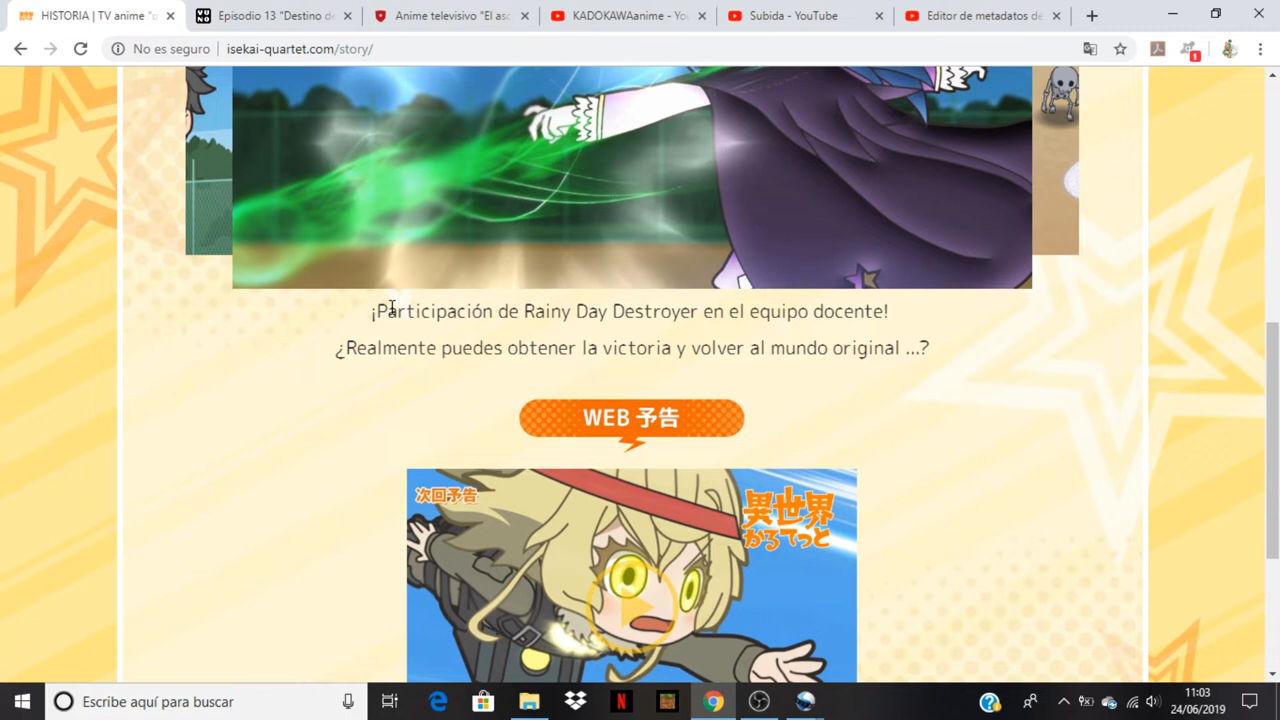 HISTORIA | TV anime "
Episodio 13 "Destino de
Anime televisivo "El asc
KADOKAWAanime - Yo
Subida - YouTube
Editor de metadatos de
No es seguro
isekai-quartet.com/story/
1
¡Participación de Rainy Day Destroyer en el equipo docente!
¿Realmente puedes obtener la victoria y volver al mundo original ...?
WEB 予告
次回予告
異世界
かるてっと
Escribe aquí para buscar
11:03
24/06/2019